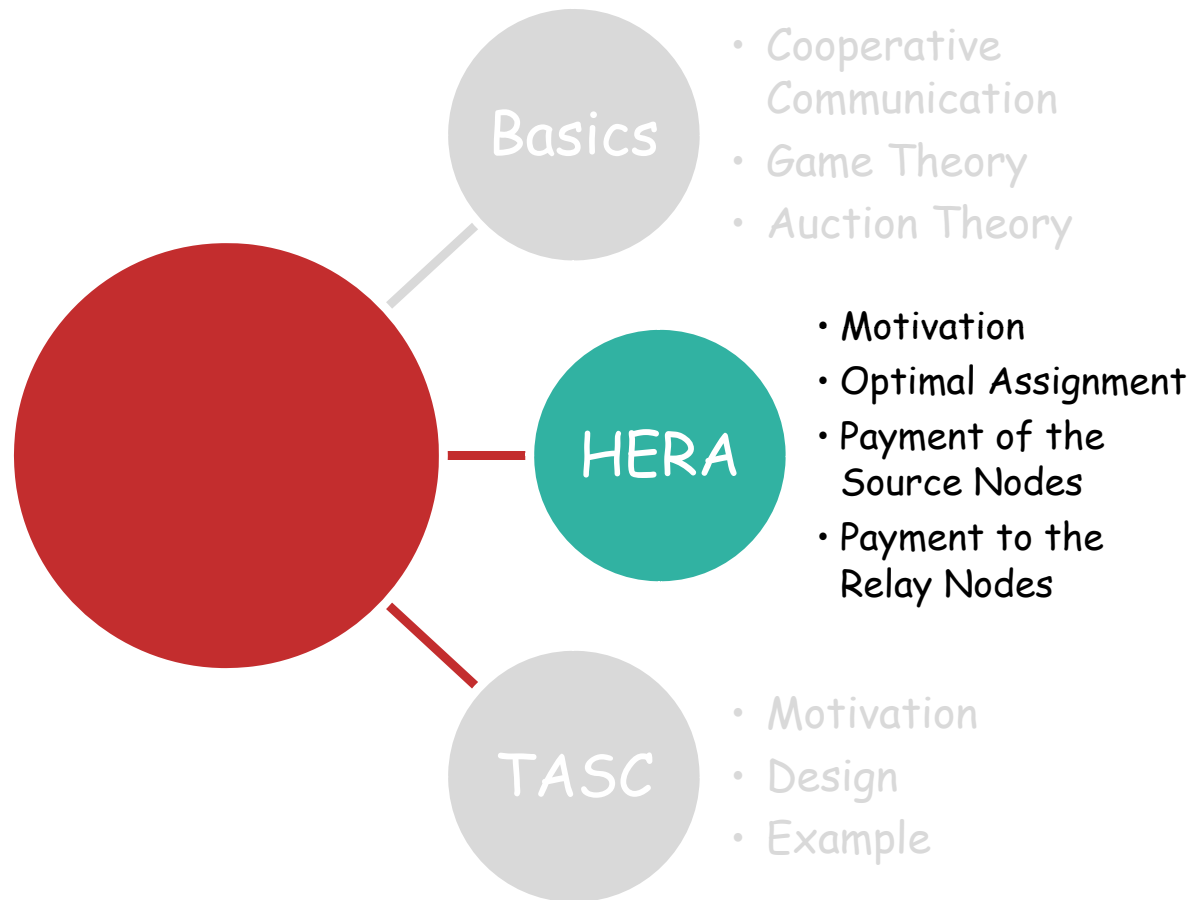 Basics
• Cooperative
Communication
• Game Theory
• Auction Theory
HERA
• Motivation
• Optimal Assignment
• Payment of the
Source Nodes
• Payment to the
Relay Nodes
TASC
• Motivation
• Design
• Example